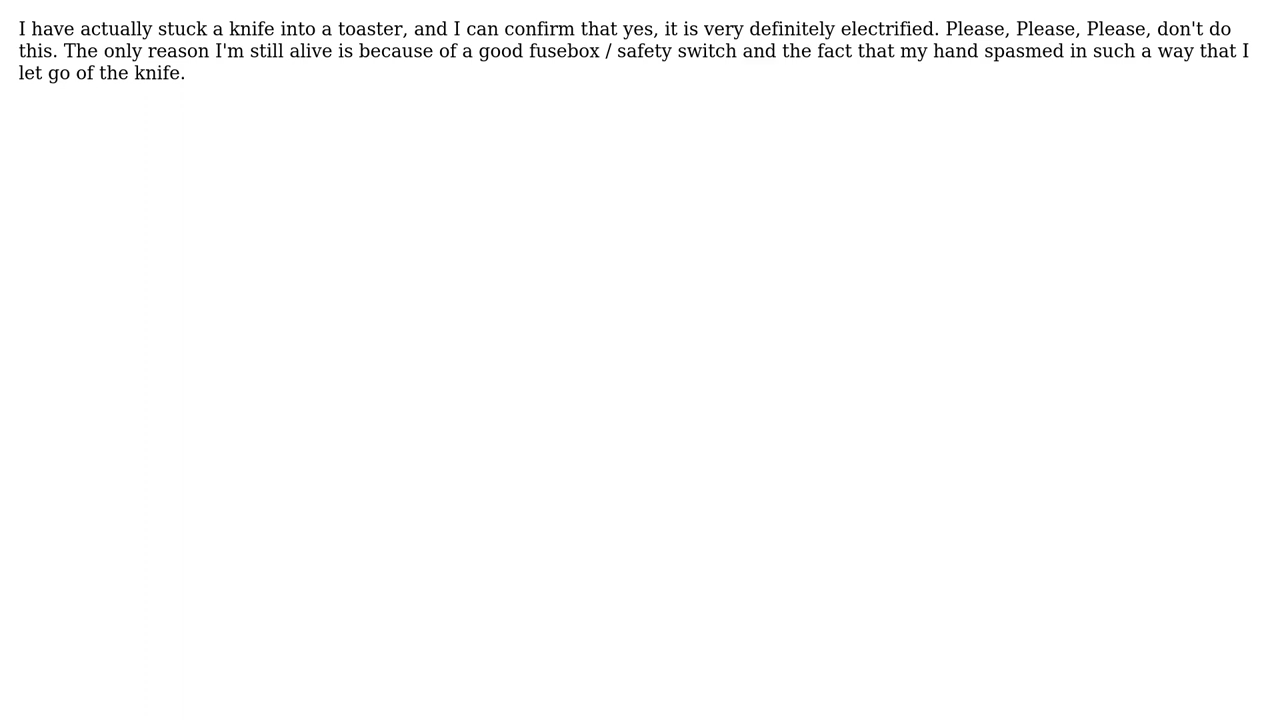 I have actually stuck a knife into a toaster, and I can confirm that yes, it is very definitely electrified. Please, Please, Please, don't do
this. The only reason I'm still alive is because of a good fusebox / safety switch and the fact that my hand spasmed in such a way that I
let go of the knife.